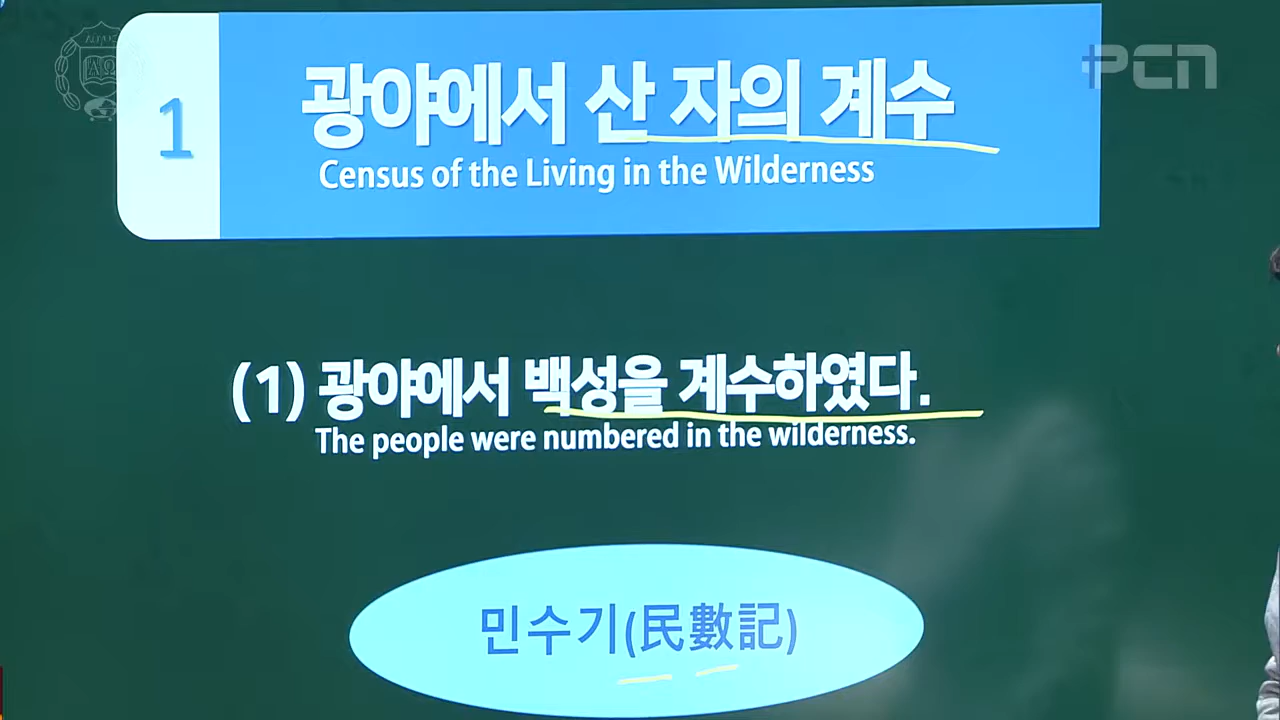 PCN
1
광야에서 산 자의 계수
Census of the Living in the Wilderness
(1) 광야에서 백성을 계수하였다.
The people were numbered in the wilderness.
민수기(民數記)